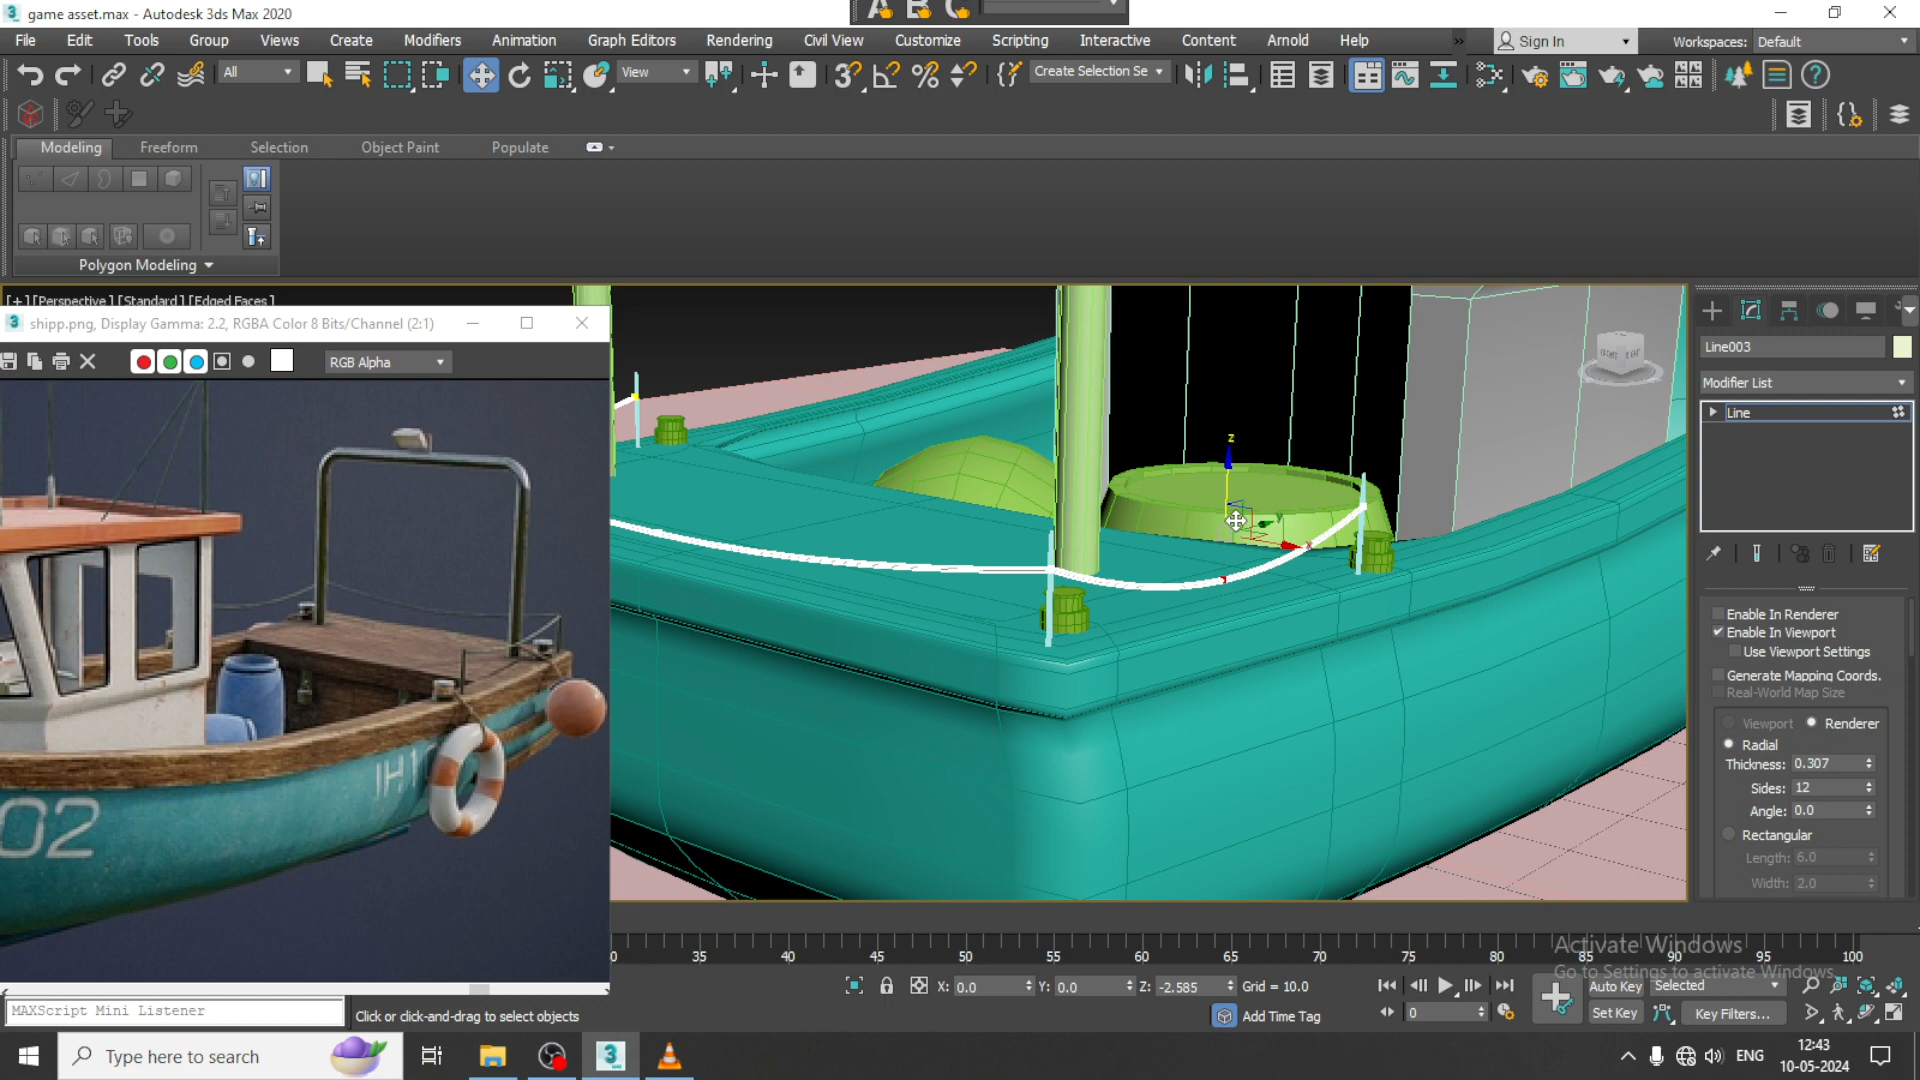 game asset.max - Autodesk 3ds Max 2020
File Edit Tools Group Views Create Modifiers Animation Graph Editors Rendering Civil View Customize Scripting Interactive Content Arnold Help
Sign In
Workspaces: Default
All
View
Create Selection Se
Modeling Freeform Selection Object Paint Populate
Polygon Modeling
[+] [Perspective] [Standard] [Edged Faces]
shipp.png, Display Gamma: 2.2, RGBA Color 8 Bits/Channel (2:1)
RGB Alpha
IH1
02
z
Line003
Modifier List
Line
Enable In Renderer
Enable In Viewport
Use Viewport Settings
Generate Mapping Coords.
Real-World Map Size
Viewport Renderer
Radial
Thickness: 0.307
Sides: 12
Angle: 0.0
Rectangular
Length: 6.0
Width: 2.0
0 35 40 45 50 55 60 65 70 75 80 85 90 95 100
Activate Windows
Go to Settings to activate Windows.
X: 0.0 Y: 0.0 Z: -2.585 Grid = 10.0
Auto Key Selected
Set Key Key Filters...
Add Time Tag
0
MAXScript Mini Listener
Click or click-and-drag to select objects
Type here to search
ENG
12:43
10-05-2024